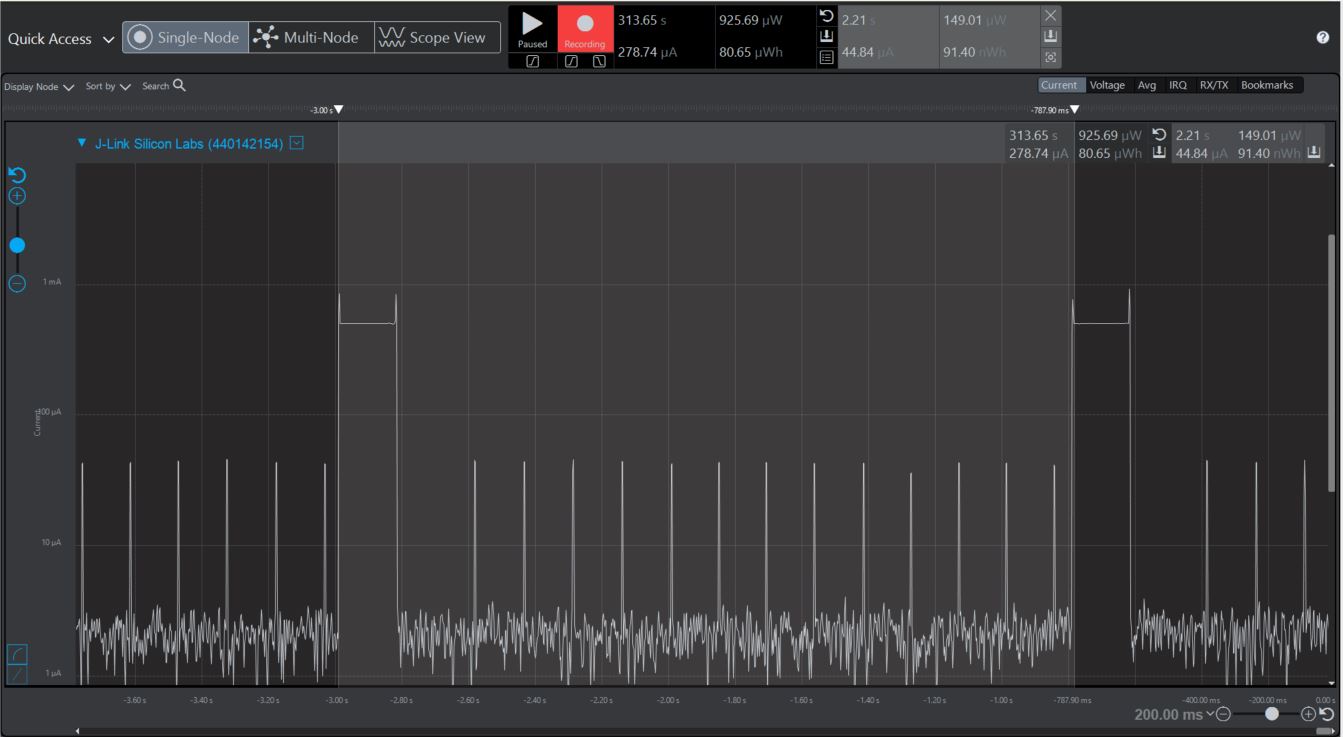 Quick Access
Single-Node
Multi-Node
Scope View
Paused
Recording
313.65 s
925.69 µW
278.74 µA
80.65 µWh
2.21 s
149.01 µW
44.84 µA
91.40 nWh
Display Node
Sort by
Search
Current
Voltage
Avg
IRQ
RX/TX
Bookmarks
-3.00 s
-787.90 ms
J-Link Silicon Labs (440142154)
313.65 s 925.69 µW 2.21 s 149.01 µW
278.74 µA 80.65 µWh 44.84 µA 91.40 nWh
1 mA
100 µA
Current
10 µA
1 µA
-3.60 s -3.40 s -3.20 s -3.00 s -2.80 s -2.60 s -2.40 s -2.20 s -2.00 s -1.80 s -1.60 s -1.40 s -1.20 s -1.00 s -787.90 ms -400.00 ms -200.00 ms 0.00 s
200.00 ms